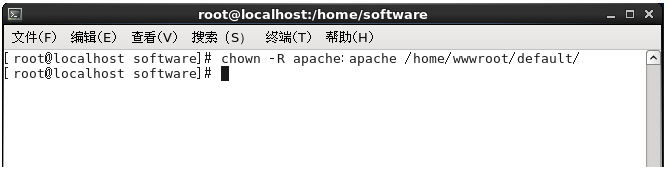 root@localhost:/home/software
文件(F) 编辑(E) 查看(V) 搜索 (S) 终端(T) 帮助(H)
[root@localhost software]# chown -R apache:apache /home/wwwroot/default/
[root@localhost software]#